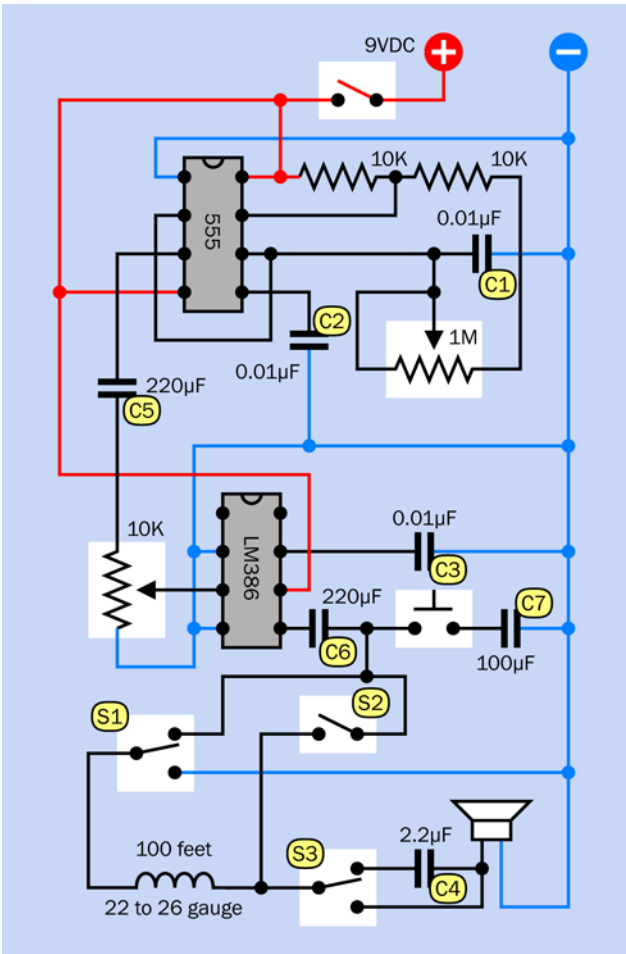 9VDC
+
−
10K
10K
555
0.01µF
C1
C2
0.01µF
1M
220µF
C5
10K
LM386
0.01µF
C3
220µF
C6
C7
100µF
S1
S2
100 feet
22 to 26 gauge
S3
2.2µF
C4